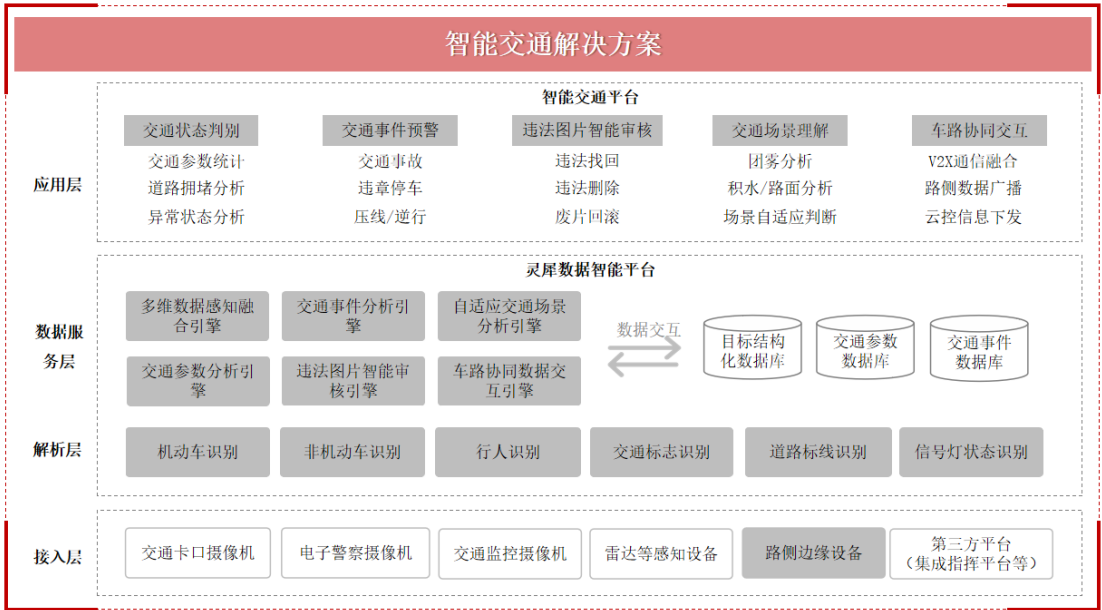 智能交通解决方案
智能交通平台
应用层
交通状态判别
交通参数统计
道路拥堵分析
异常状态分析
交通事件预警
交通事故
违章停车
压线/逆行
违法图片智能审核
违法找回
违法删除
废片回滚
交通场景理解
团雾分析
积水/路面分析
场景自适应判断
车路协同交互
V2X通信融合
路侧数据广播
云控信息下发
灵犀数据智能平台
数据服
务层
多维数据感知融
合引擎
交通事件分析引
擎
自适应交通场景
分析引擎
交通参数分析引
擎
违法图片智能审
核引擎
车路协同数据交
互引擎
数据交互
目标结构
化数据库
交通参数
数据库
交通事件
数据库
解析层
机动车识别
非机动车识别
行人识别
交通标志识别
道路标线识别
信号灯状态识别
接入层
交通卡口摄像机
电子警察摄像机
交通监控摄像机
雷达等感知设备
路侧边缘设备
第三方平台
（集成指挥平台等）